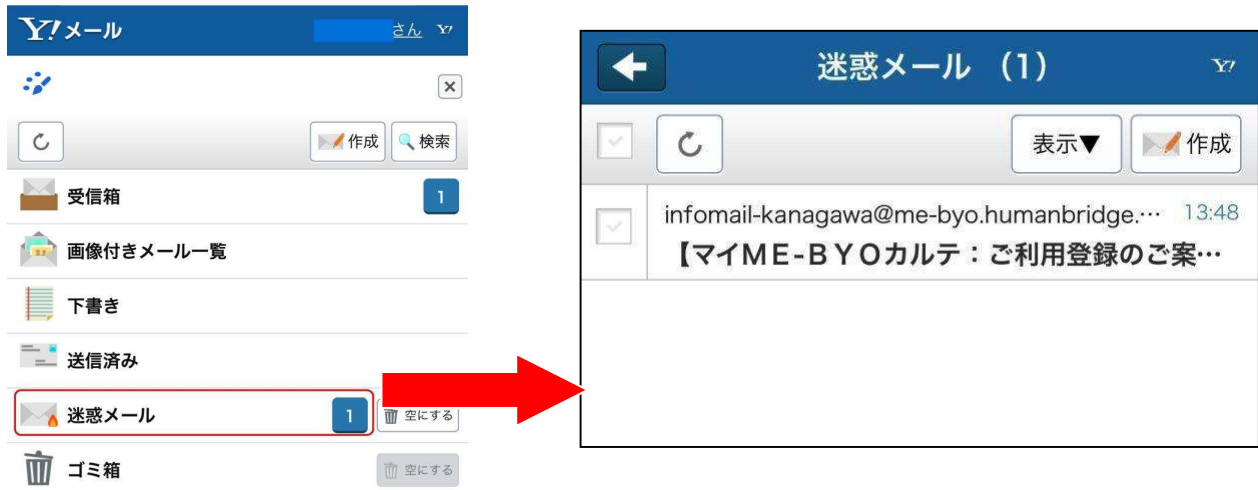 Y!メール さん Y!
作成 検索
受信箱 1
画像付きメール一覧
下書き
送信済み
迷惑メール 1 空にする
ゴミ箱 空にする
迷惑メール (1) Y!
表示▼ 作成
infomail-kanagawa@me-byo.humanbridge.… 13:48
【マイME-BYOカルテ：ご利用登録のご案…